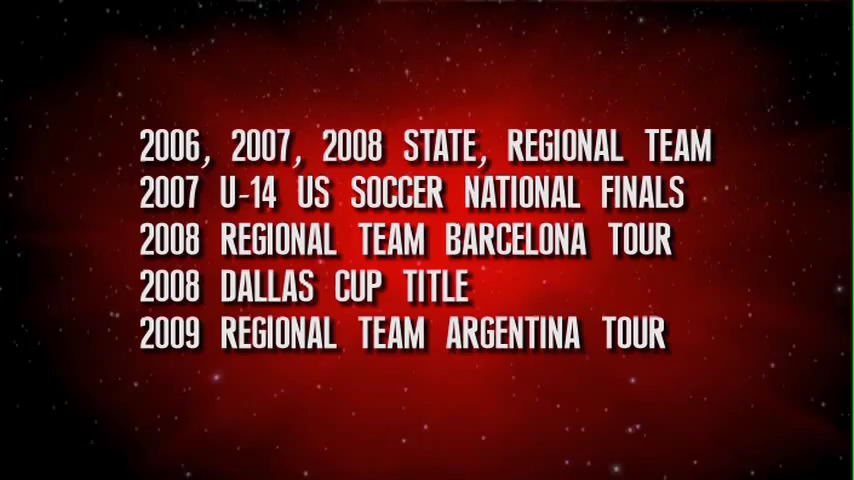 2006, 2007, 2008 STATE, REGIONAL TEAM
2007 U-14 US SOCCER NATIONAL FINALS
2008 REGIONAL TEAM BARCELONA TOUR
2008 DALLAS CUP TITLE
2009 REGIONAL TEAM ARGENTINA TOUR